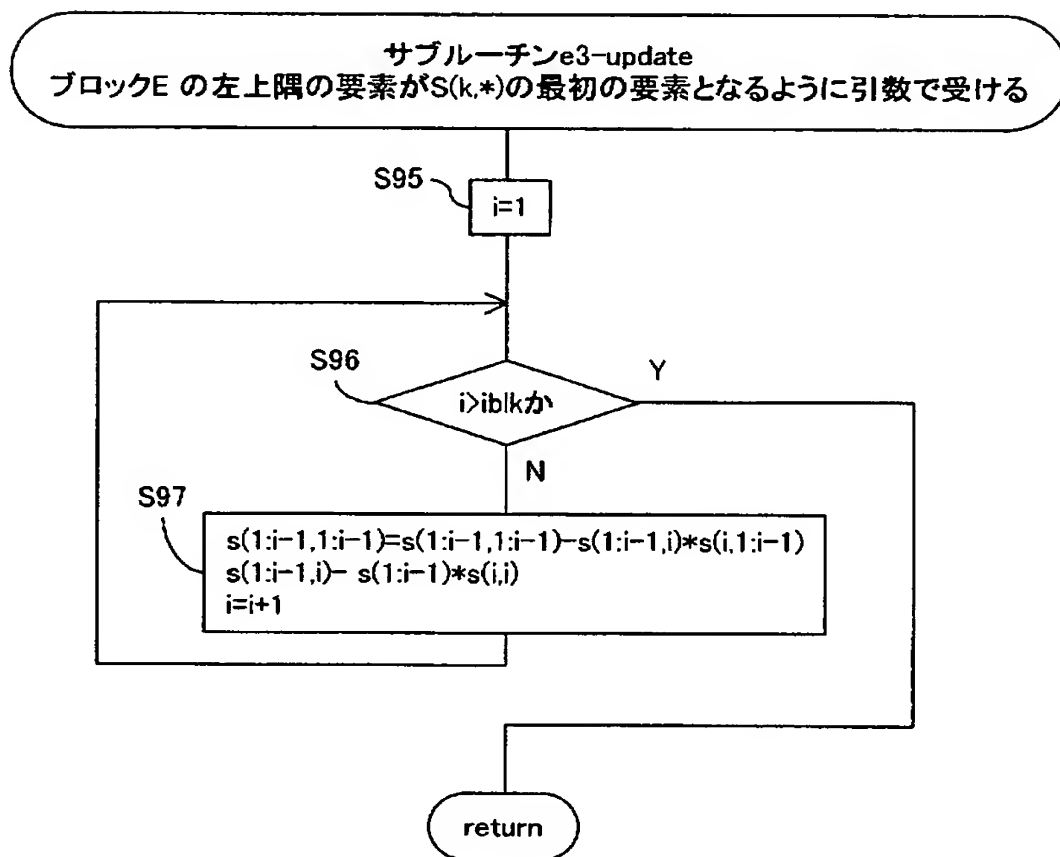 サブルーチンe3-update
ブロックE の左上隅の要素がS(k,*)の最初の要素となるように引数で受ける
S95
i=1
S96
i>iblkか
Y
N
S97
s(1:i-1,1:i-1)=s(1:i-1,1:i-1)-s(1:i-1,i)*s(i,1:i-1)
s(1:i-1,i)- s(1:i-1)*s(i,i)
i=i+1
return